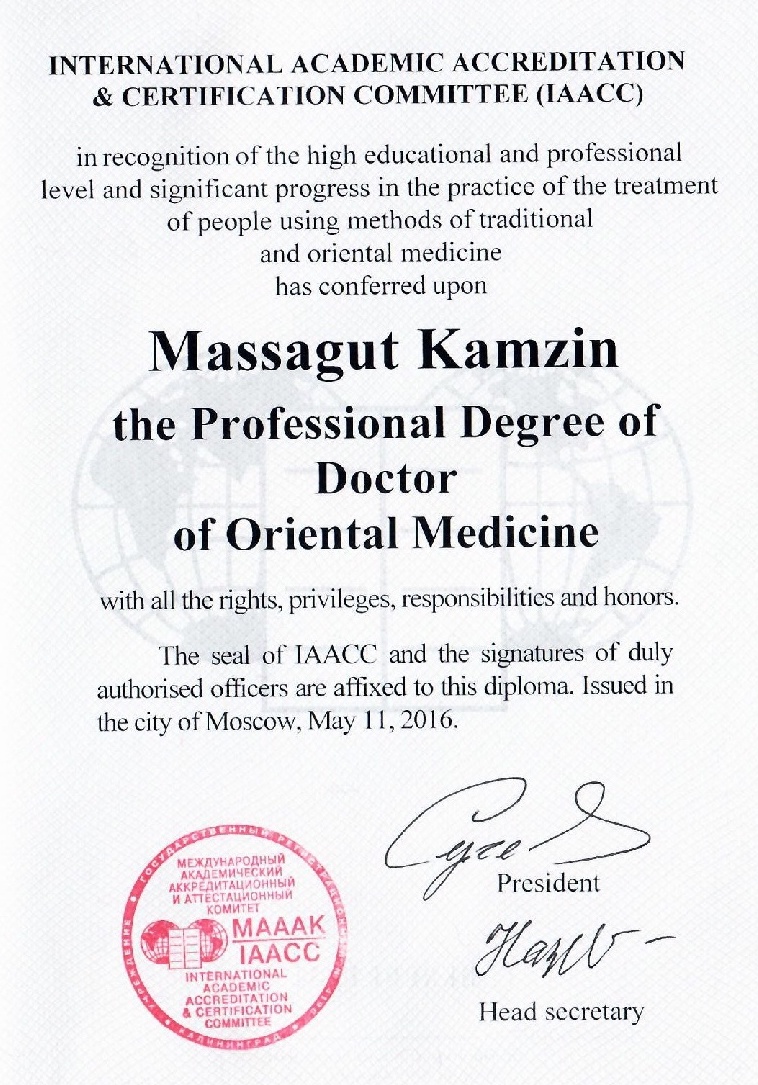 INTERNATIONAL ACADEMIC ACCREDITATION
& CERTIFICATION COMMITTEE (IAACC)
in recognition of the high educational and professional
level and significant progress in the practice of the treatment
of people using methods of traditional
and oriental medicine
has conferred upon
Massagut Kamzin
the Professional Degree of
Doctor
of Oriental Medicine
with all the rights, privileges, responsibilities and honors.
The seal of IAACC and the signatures of duly
authorised officers are affixed to this diploma. Issued in
the city of Moscow, May 11, 2016.
President
Head secretary
МЕЖДУНАРОДНЫЙ
АКАДЕМИЧЕСКИЙ
АККРЕДИТАЦИОННЫЙ
И АТТЕСТАЦИОННЫЙ
КОМИТЕТ
МАААК
IAACC
INTERNATIONAL
ACADEMIC
ACCREDITATION
& CERTIFICATION
COMMITTEE
УЧРЕЖДЕНИЕ
КАЛИНИНГРАД